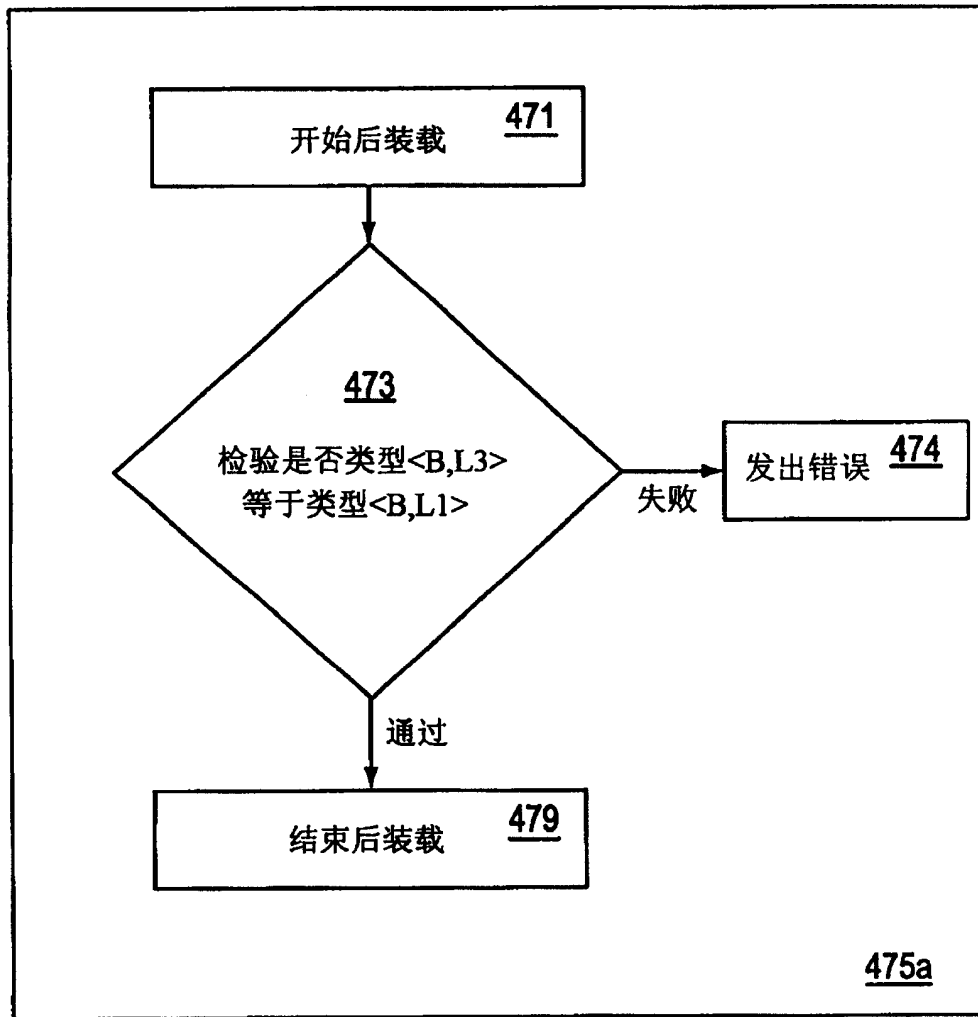 471
开始后装载
473
检验是否类型<B,L3>
等于类型<B,L1>
474
发出错误
失败
通过
479
结束后装载
475a